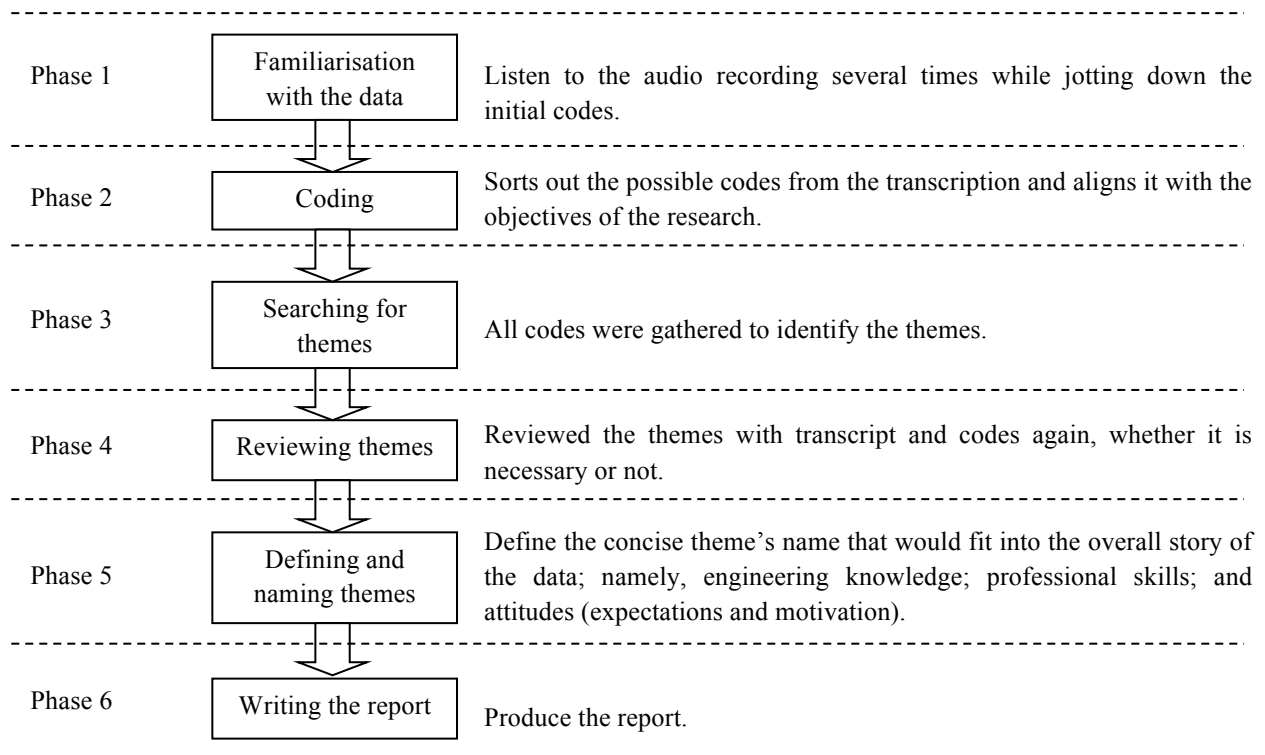 Phase 1
Familiarisation
with the data
Listen to the audio recording several times while jotting down the
initial codes.
Phase 2
Coding
Sorts out the possible codes from the transcription and aligns it with the
objectives of the research.
Phase 3
Searching for
themes
All codes were gathered to identify the themes.
Phase 4
Reviewing themes
Reviewed the themes with transcript and codes again, whether it is
necessary or not.
Phase 5
Defining and
naming themes
Define the concise theme’s name that would fit into the overall story of
the data; namely, engineering knowledge; professional skills; and
attitudes (expectations and motivation).
Phase 6
Writing the report
Produce the report.